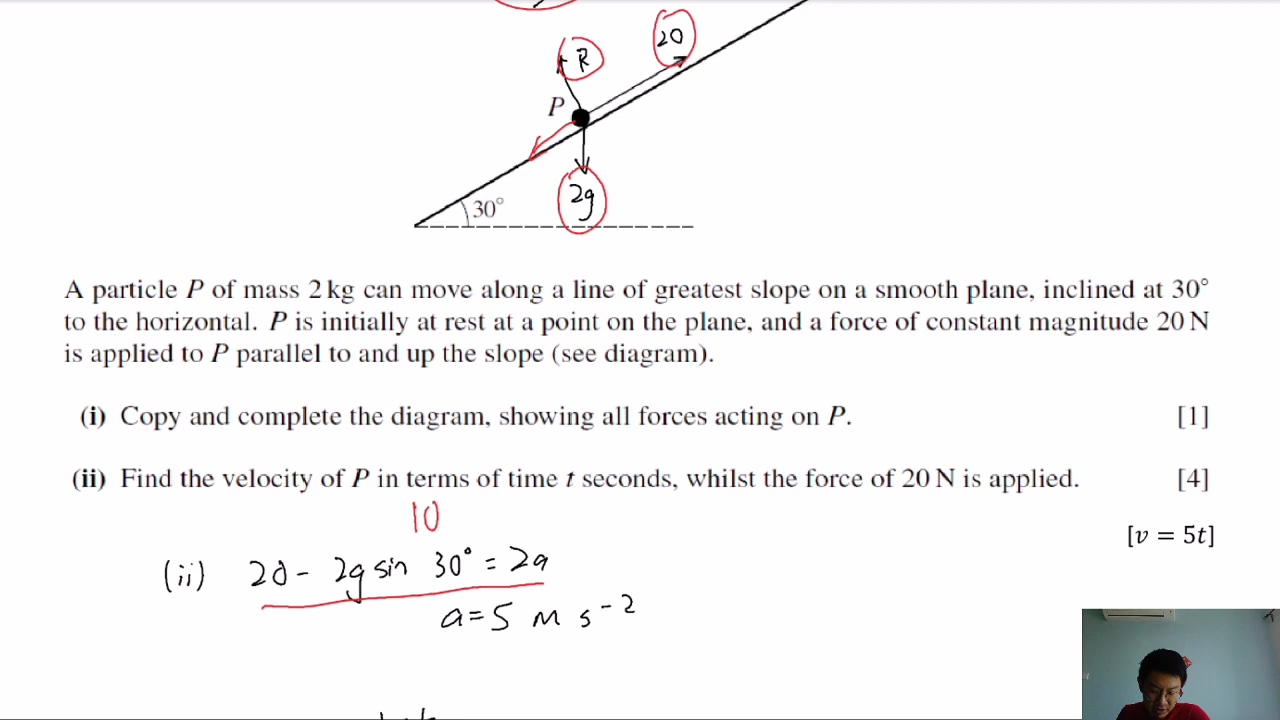 20
R
P
2g
30°
A particle P of mass 2 kg can move along a line of greatest slope on a smooth plane, inclined at 30°
to the horizontal. P is initially at rest at a point on the plane, and a force of constant magnitude 20 N
is applied to P parallel to and up the slope (see diagram).
(i) Copy and complete the diagram, showing all forces acting on P. [1]
(ii) Find the velocity of P in terms of time t seconds, whilst the force of 20 N is applied. [4]
10
[v = 5t]
(ii) 20 - 2g sin 30° = 2a
a = 5 m s⁻²